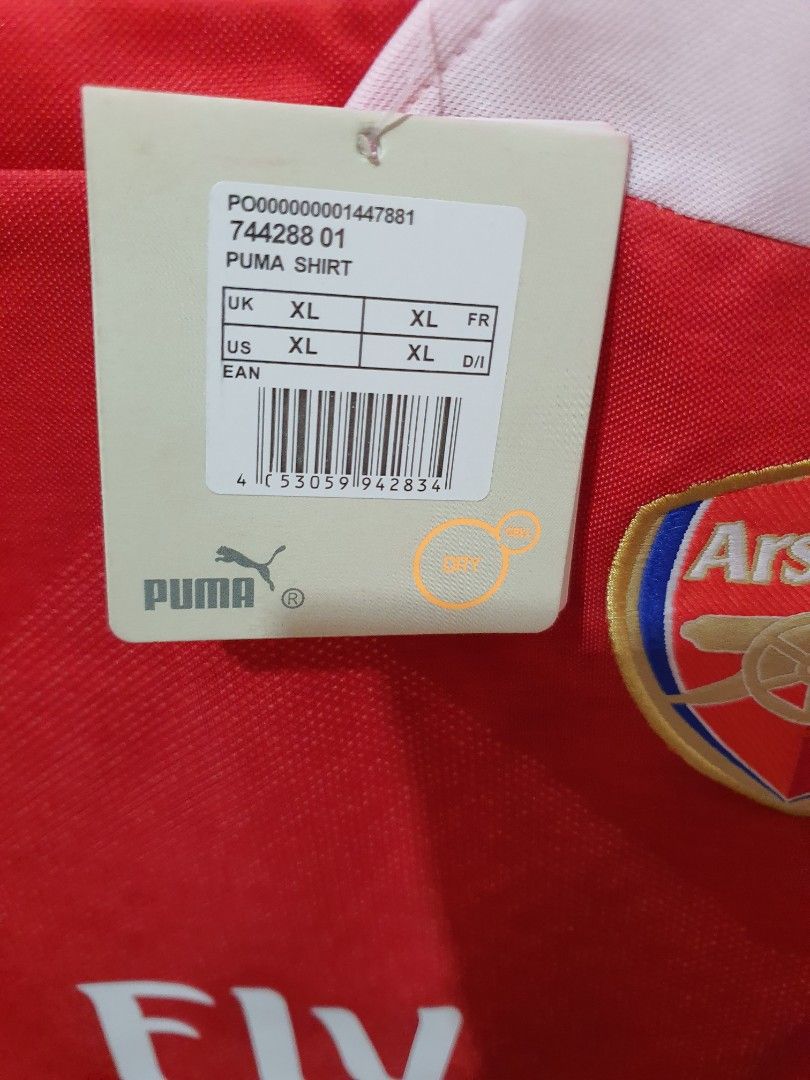 PO000000001447881
744288 01
PUMA SHIRT
UK XL XL FR
US XL XL D/I
EAN
4 053059 942834
PUMA ®
DRY
Ars
Fly